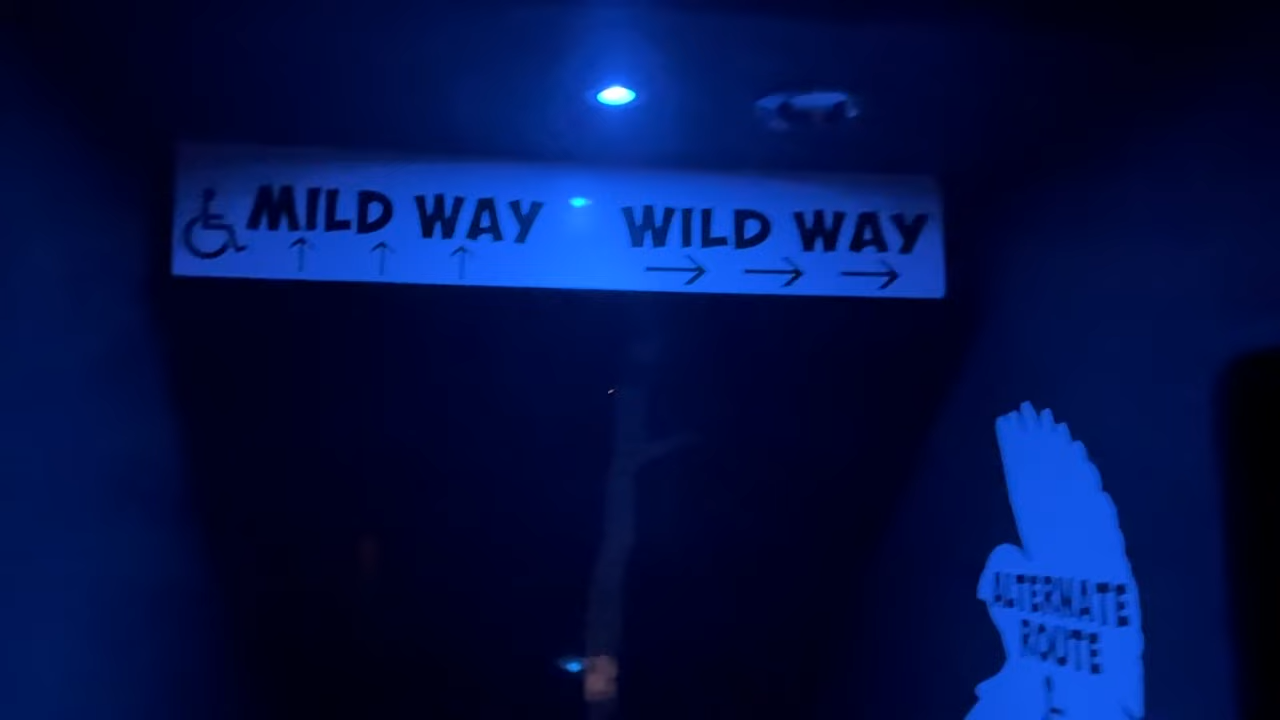 MILD WAY WILD WAY
↑ ↑ ↑ → → →
ALTERNATE
ROUTE